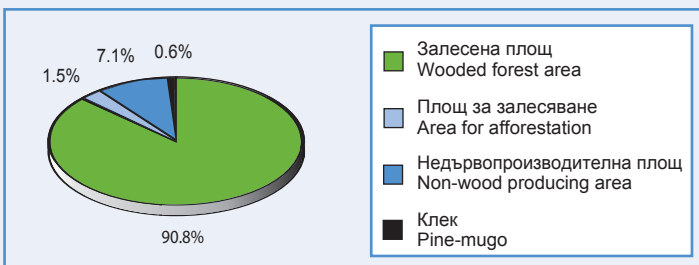 7.1% 0.6%
1.5%
90.8%
Залесена площ
Wooded forest area
Площ за залесяване
Area for afforestation
Недървопроизводителна площ
Non-wood producing area
Клек
Pine-mugo